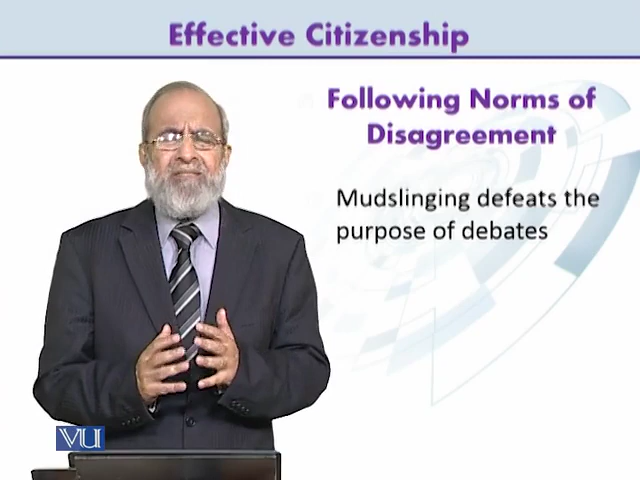 Effective Citizenship
Following Norms of
Disagreement
Mudslinging defeats the
purpose of debates
VU